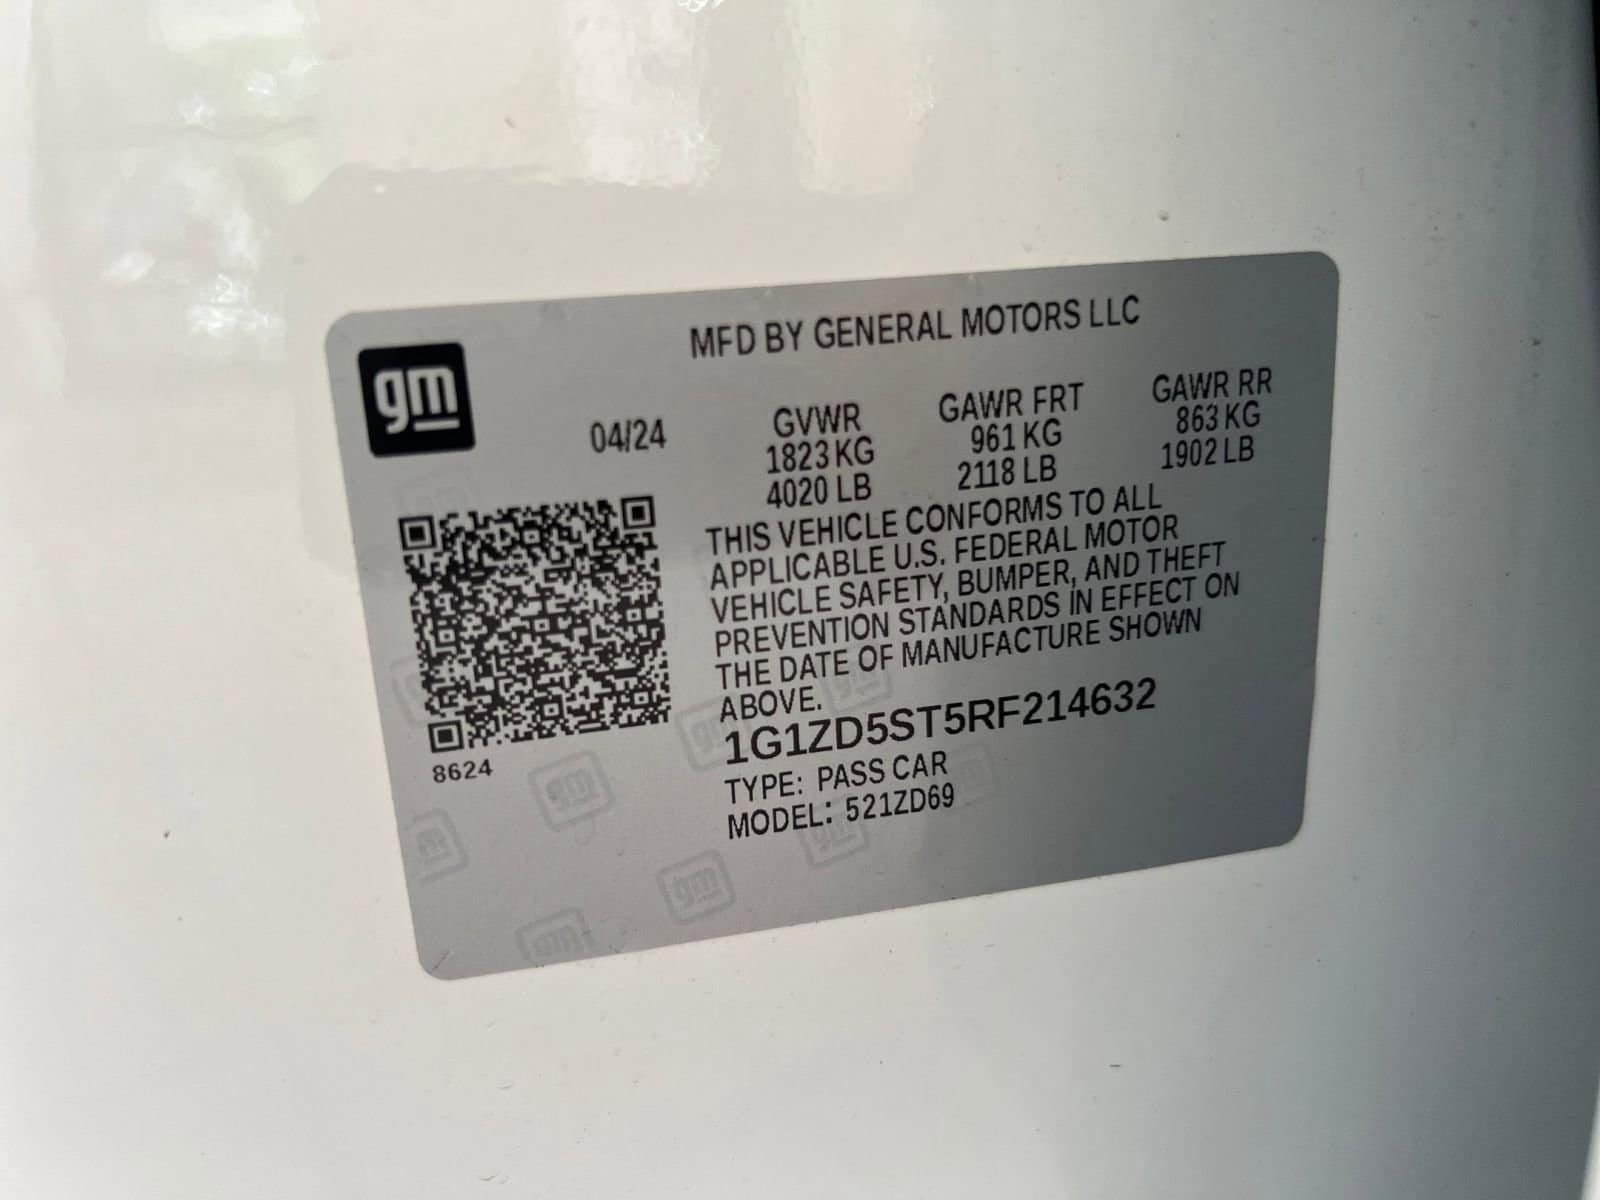 MFD BY GENERAL MOTORS LLC
gm
04/24
GVWR GAWR FRT GAWR RR
1823 KG 961 KG 863 KG
4020 LB 2118 LB 1902 LB
THIS VEHICLE CONFORMS TO ALL
APPLICABLE U.S. FEDERAL MOTOR
VEHICLE SAFETY, BUMPER, AND THEFT
PREVENTION STANDARDS IN EFFECT ON
THE DATE OF MANUFACTURE SHOWN
ABOVE.
1G1ZD5ST5RF214632
TYPE: PASS CAR
MODEL: 521ZD69
8624